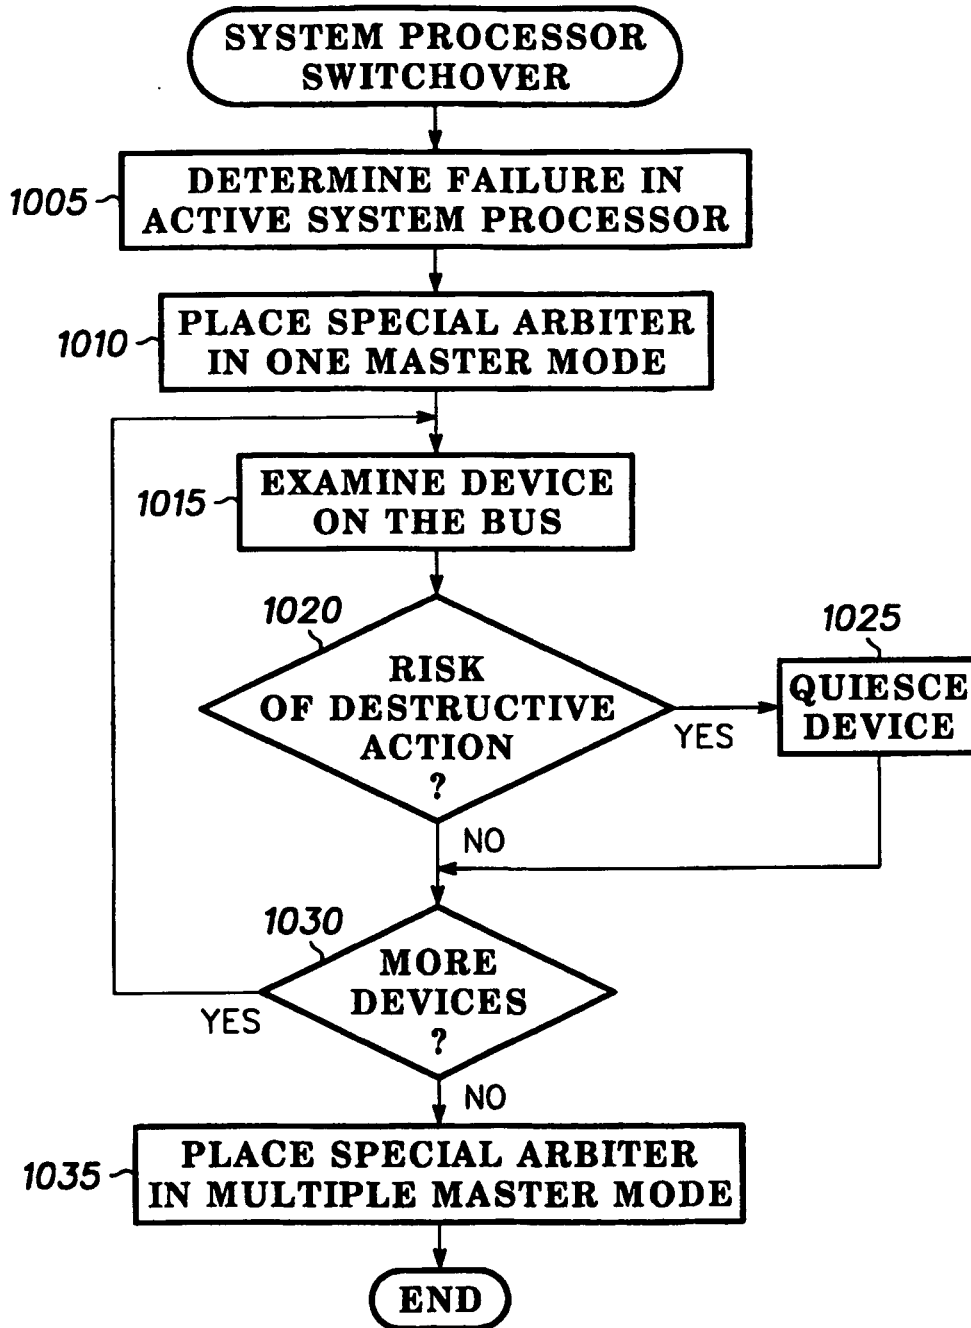 SYSTEM PROCESSOR
SWITCHOVER
1005
DETERMINE FAILURE IN
ACTIVE SYSTEM PROCESSOR
1010
PLACE SPECIAL ARBITER
IN ONE MASTER MODE
1015
EXAMINE DEVICE
ON THE BUS
1020
RISK
OF DESTRUCTIVE
ACTION
?
YES
1025
QUIESCE
DEVICE
NO
1030
MORE
DEVICES
?
YES
NO
1035
PLACE SPECIAL ARBITER
IN MULTIPLE MASTER MODE
END